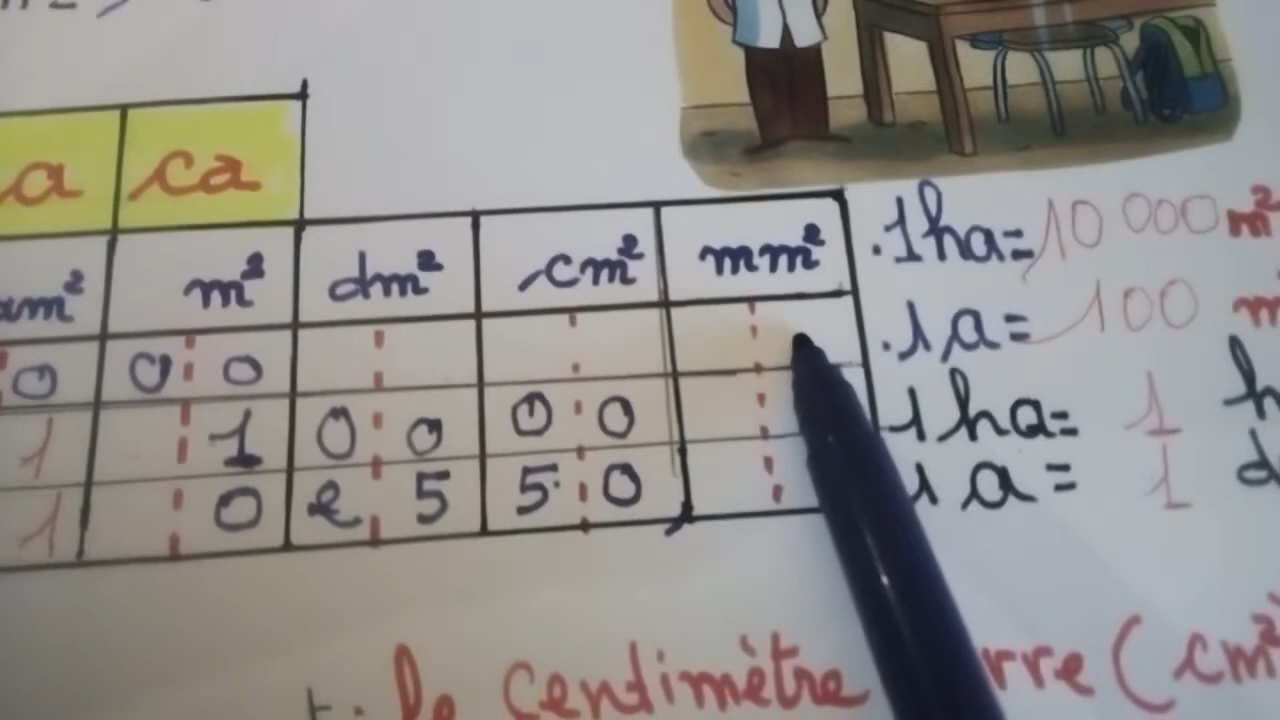 a ca
m² dm² cm² mm²
0 0 0
1 1 0 0 0 0
1 0 2 5 5 0
.1ha= 10 000 m²
.1a= 100 m
1ha= 1 h
1a= 1 d
le centimètre (cm²